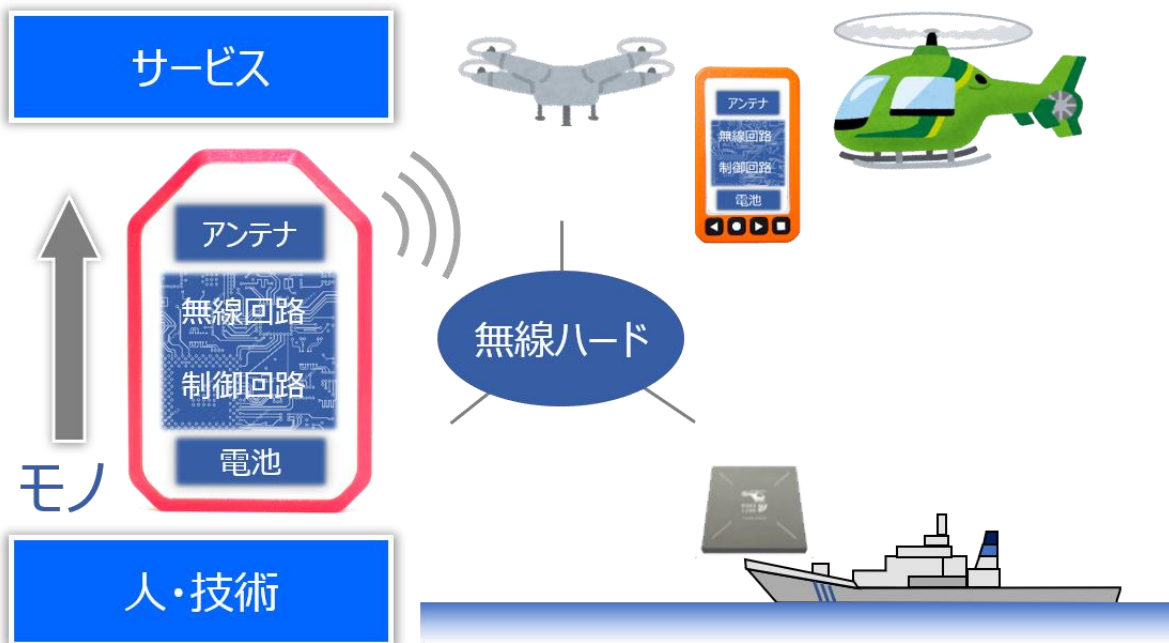 サービス
アンテナ
無線回路
制御回路
電池
モノ
人・技術
アンテナ
無線回路
制御回路
電池
無線ハード